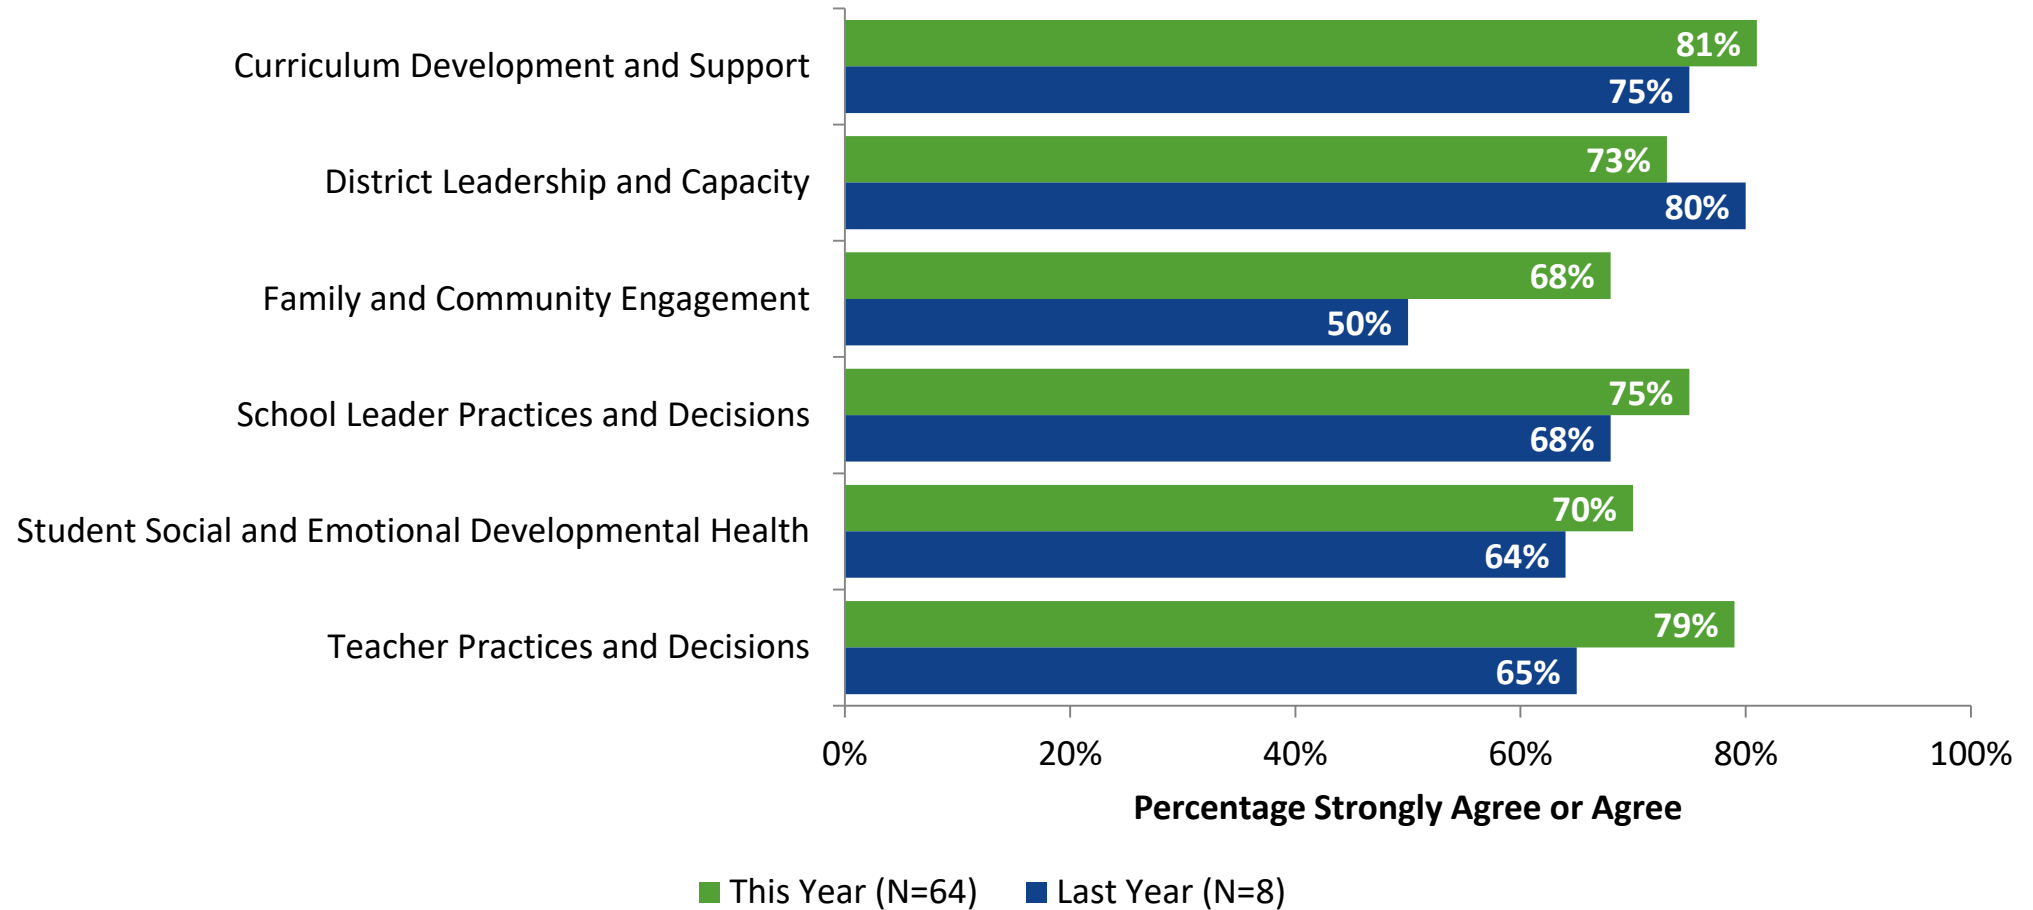 Curriculum Development and Support
81%
75%
District Leadership and Capacity
73%
80%
Family and Community Engagement
68%
50%
School Leader Practices and Decisions
75%
68%
Student Social and Emotional Developmental Health
70%
64%
Teacher Practices and Decisions
79%
65%
0% 20% 40% 60% 80% 100%
Percentage Strongly Agree or Agree
This Year (N=64) Last Year (N=8)